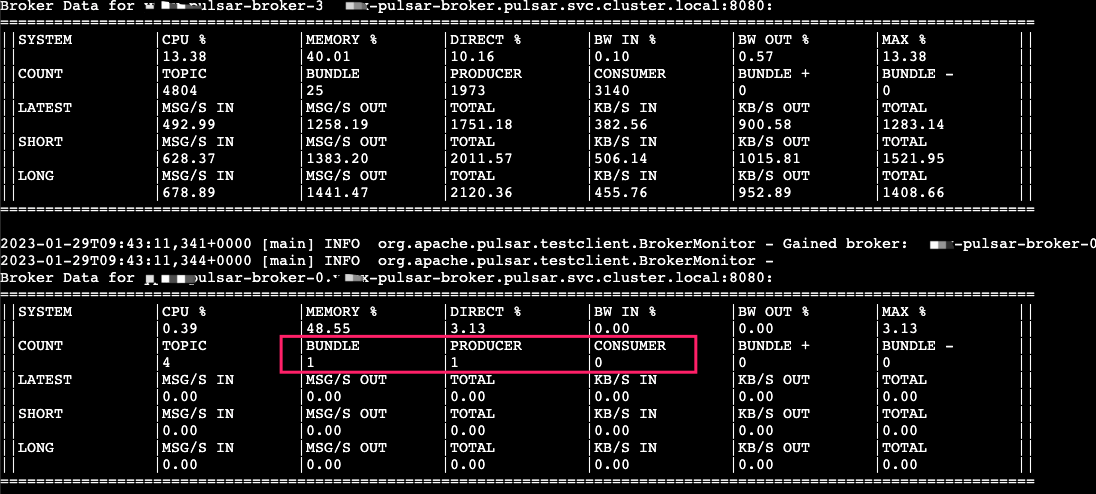 Broker Data for pulsar-broker-3 -pulsar-broker.pulsar.svc.cluster.local:8080:
===================================================================================================================
||SYSTEM |CPU % |MEMORY % |DIRECT % |BW IN % |BW OUT % |MAX % ||
|| |13.38 |40.01 |10.16 |0.10 |0.57 |13.38 ||
||COUNT |TOPIC |BUNDLE |PRODUCER |CONSUMER |BUNDLE + |BUNDLE - ||
|| |4804 |25 |1973 |3140 |0 |0 ||
||LATEST |MSG/S IN |MSG/S OUT |TOTAL |KB/S IN |KB/S OUT |TOTAL ||
|| |492.99 |1258.19 |1751.18 |382.56 |900.58 |1283.14 ||
||SHORT |MSG/S IN |MSG/S OUT |TOTAL |KB/S IN |KB/S OUT |TOTAL ||
|| |628.37 |1383.20 |2011.57 |506.14 |1015.81 |1521.95 ||
||LONG |MSG/S IN |MSG/S OUT |TOTAL |KB/S IN |KB/S OUT |TOTAL ||
|| |678.89 |1441.47 |2120.36 |455.76 |952.89 |1408.66 ||
===================================================================================================================
2023-01-29T09:43:11,341+0000 [main] INFO org.apache.pulsar.testclient.BrokerMonitor - Gained broker: -pulsar-broker-0
2023-01-29T09:43:11,344+0000 [main] INFO org.apache.pulsar.testclient.BrokerMonitor -
Broker Data for pulsar-broker-0. -pulsar-broker.pulsar.svc.cluster.local:8080:
===================================================================================================================
||SYSTEM |CPU % |MEMORY % |DIRECT % |BW IN % |BW OUT % |MAX % ||
|| |0.39 |48.55 |3.13 |0.00 |0.00 |3.13 ||
||COUNT |TOPIC |BUNDLE |PRODUCER |CONSUMER |BUNDLE + |BUNDLE - ||
|| |4 |1 |1 |0 |0 |0 ||
||LATEST |MSG/S IN |MSG/S OUT |TOTAL |KB/S IN |KB/S OUT |TOTAL ||
|| |0.00 |0.00 |0.00 |0.00 |0.00 |0.00 ||
||SHORT |MSG/S IN |MSG/S OUT |TOTAL |KB/S IN |KB/S OUT |TOTAL ||
|| |0.00 |0.00 |0.00 |0.00 |0.00 |0.00 ||
||LONG |MSG/S IN |MSG/S OUT |TOTAL |KB/S IN |KB/S OUT |TOTAL ||
|| |0.00 |0.00 |0.00 |0.00 |0.00 |0.00 ||
===================================================================================================================